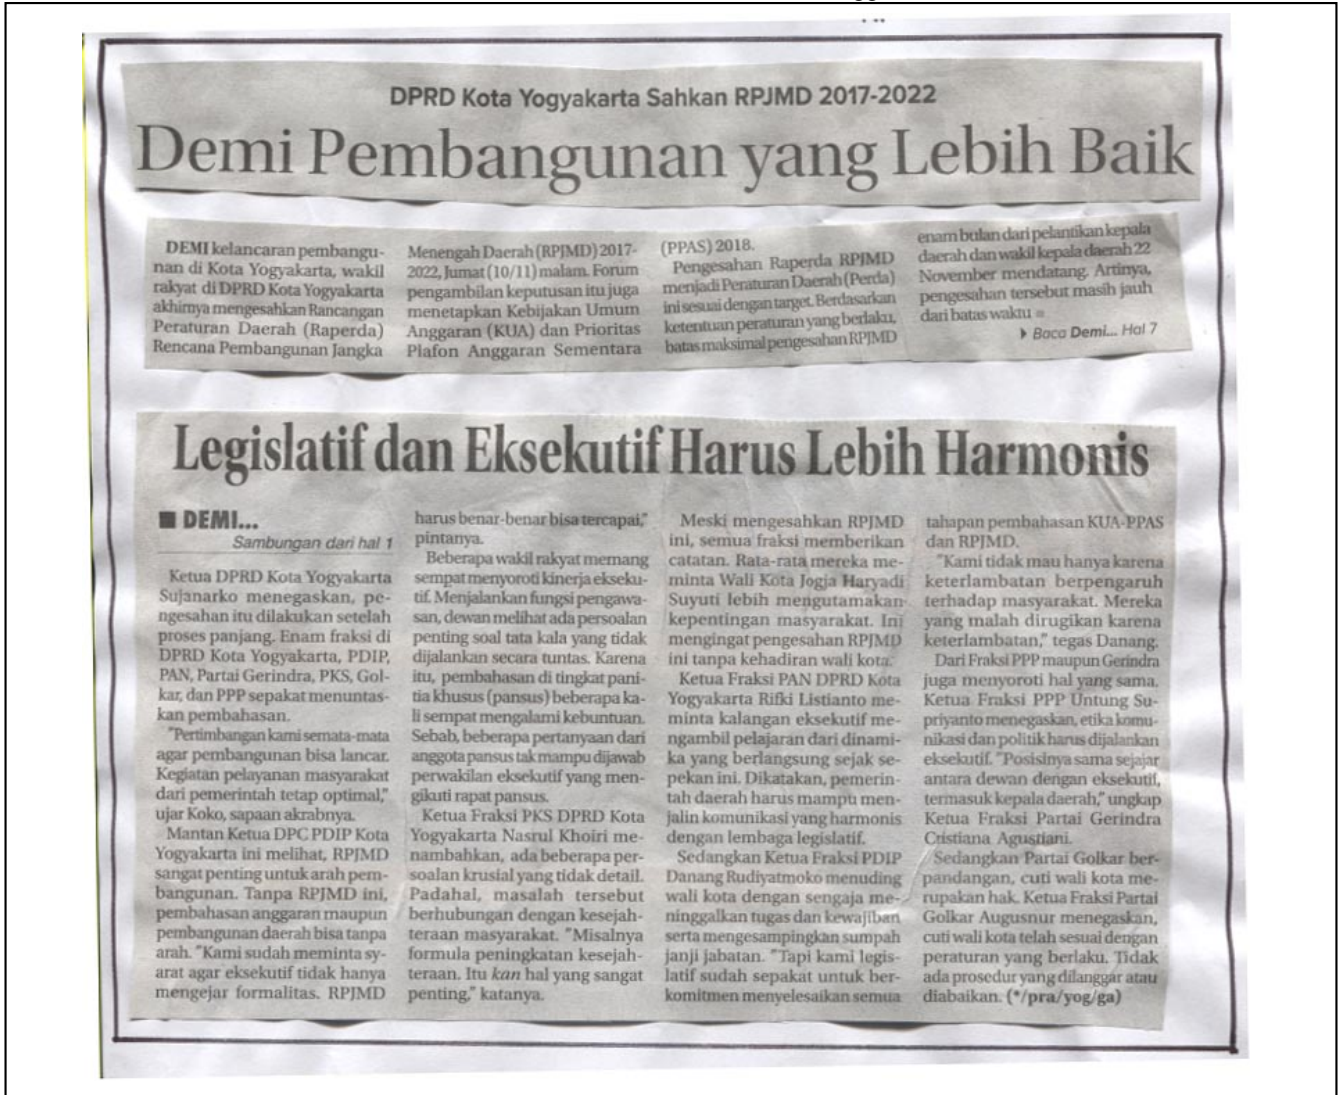 DPRD Kota Yogyakarta Sahkan RPJMD 2017-2022
Demi Pembangunan yang Lebih Baik
DEMI kelancaran pembangu-
nan di Kota Yogyakarta, wakil
rakyat di DPRD Kota Yogyakarta
akhirnya mengesahkan Rancangan
Peraturan Daerah (Raperda)
Rencana Pembangunan Jangka
Menengah Daerah (RPJMD) 2017-
2022, Jumat (10/11) malam. Forum
pengambilan keputusan itu juga
menetapkan Kebijakan Umum
Anggaran (KUA) dan Prioritas
Plafon Anggaran Sementara
(PPAS) 2018.
Pengesahan Raperda RPJMD
menjadi Peraturan Daerah (Perda)
ini sesuai dengan target. Berdasarkan
ketentuan peraturan yang berlaku,
batas maksimal pengesahan RPJMD
enam bulan dari pelantikan kepala
daerah dan wakil kepala daerah 22
November mendatang. Artinya,
pengesahan tersebut masih jauh
dari batas waktu
Baca Demi... Hal 7
Legislatif dan Eksekutif Harus Lebih Harmonis
DEMI...
Sambungan dari hal 1
Ketua DPRD Kota Yogyakarta
Sujanarko menegaskan, pe-
ngesahan itu dilakukan setelah
proses panjang. Enam fraksi di
DPRD Kota Yogyakarta, PDIP,
PAN, Partai Gerindra, PKS, Gol-
kar, dan PPP sepakat menuntas-
kan pembahasan.
"Pertimbangan kami semata-mata
agar pembangunan bisa lancar.
Kegiatan pelayanan masyarakat
dari pemerintah tetap optimal,"
ujar Koko, sapaan akrabnya.
Mantan Ketua DPC PDIP Kota
Yogyakarta ini melihat, RPJMD
sangat penting untuk arah pem-
bangunan. Tanpa RPJMD ini,
pembahasan anggaran maupun
pembangunan daerah bisa tanpa
arah. "Kami sudah meminta sy-
arat agar eksekutif tidak hanya
mengejar formalitas. RPJMD
harus benar-benar bisa tercapai,"
pintanya.
Beberapa wakil rakyat memang
sempat menyoroti kinerja ekseku-
tif. Menjalankan fungsi pengawa-
san, dewan melihat ada persoalan
penting soal tata kala yang tidak
dijalankan secara tuntas. Karena
itu, pembahasan di tingkat pani-
tia khusus (pansus) beberapa ka-
li sempat mengalami kebuntuan.
Sebab, beberapa pertanyaan dari
anggota pansus tak mampu dijawab
perwakilan eksekutif yang men-
gikuti rapat pansus.
Ketua Fraksi PKS DPRD Kota
Yogyakarta Nasrul Khoiri me-
nambahkan, ada beberapa per-
soalan krusial yang tidak detail.
Padahal, masalah tersebut
berhubungan dengan kesejah-
teraan masyarakat. "Misalnya
formula peningkatan kesejah-
teraan. Itu kan hal yang sangat
penting," katanya.
Meski mengesahkan RPJMD
ini, semua fraksi memberikan
catatan. Rata-rata mereka me-
minta Wali Kota Jogja Haryadi
Suyuti lebih mengutamakan
kepentingan masyarakat. Ini
mengingat pengesahan RPJMD
ini tanpa kehadiran wali kota.
Ketua Fraksi PAN DPRD Kota
Yogyakarta Rifki Listianto me-
minta kalangan eksekutif me-
ngambil pelajaran dari dinami-
ka yang berlangsung sejak se-
pekan ini. Dikatakan, pemerin-
tah daerah harus mampu men-
jalin komunikasi yang harmonis
dengan lembaga legislatif.
Sedangkan Ketua Fraksi PDIP
Danang Rudiyatmoko menuding
wali kota dengan sengaja me-
ninggalkan tugas dan kewajiban
serta mengesampingkan sumpah
janji jabatan. "Tapi kami legis-
latif sudah sepakat untuk ber-
komitmen menyelesaikan semua
tahapan pembahasan KUA-PPAS
dan RPJMD.
"Kami tidak mau hanya karena
keterlambatan berpengaruh
terhadap masyarakat. Mereka
yang malah dirugikan karena
keterlambatan," tegas Danang.
Dari Fraksi PPP maupun Gerindra
juga menyoroti hal yang sama.
Ketua Fraksi PPP Untung Su-
priyanto menegaskan, etika komu-
nikasi dan politik harus dijalankan
eksekutif. "Posisinya sama sejajar
antara dewan dengan eksekutif,
termasuk kepala daerah," ungkap
Ketua Fraksi Partai Gerindra
Cristiana Agustiani.
Sedangkan Partai Golkar ber-
pandangan, cuti wali kota me-
rupakan hak. Ketua Fraksi Partai
Golkar Augusnur menegaskan,
cuti wali kota telah sesuai dengan
peraturan yang berlaku. Tidak
ada prosedur yang dilanggar atau
diabaikan. (*/pra/yog/ga)